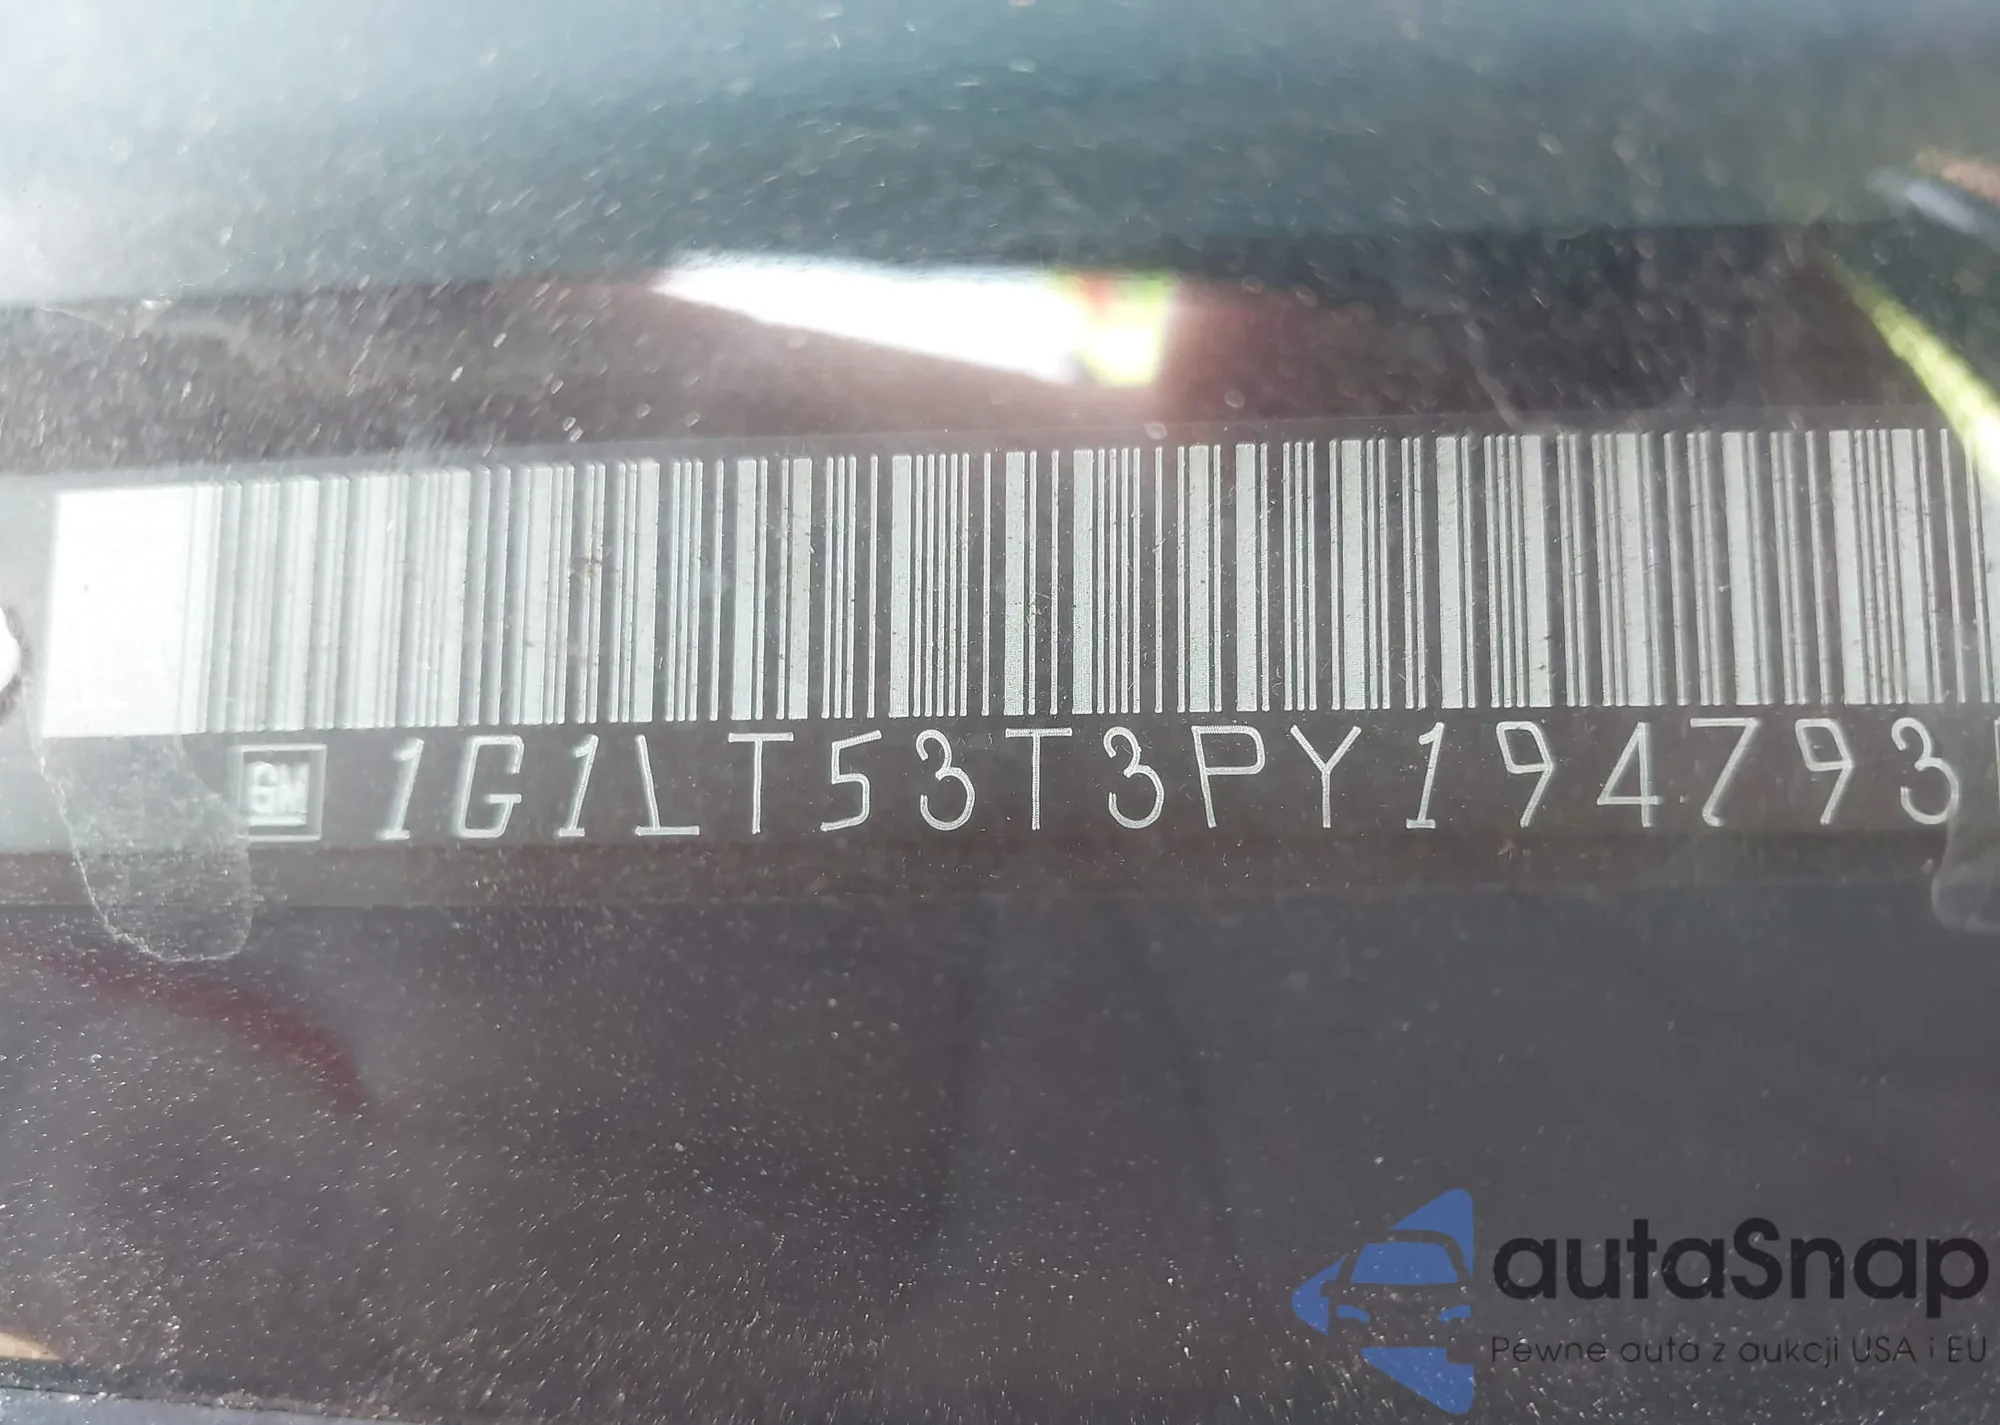 GM 1G1LT53T3PY194793
autaSnap
Pewne auta z aukcji USA i EU